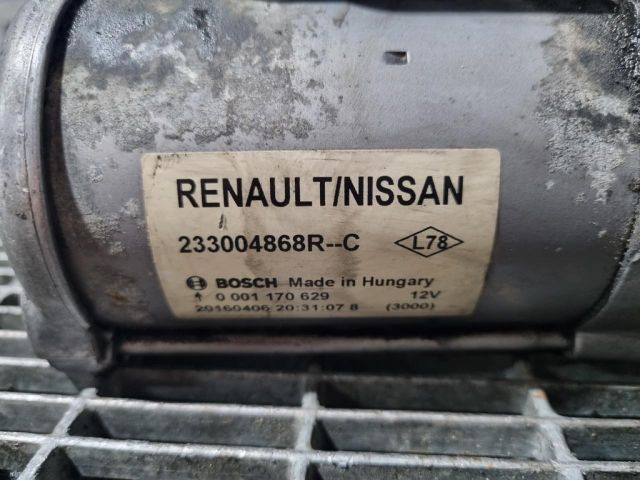 RENAULT/NISSAN
233004868R--C L78
BOSCH Made in Hungary
0 001 170 629 12V
20160406 20:31:07 8 (3000)